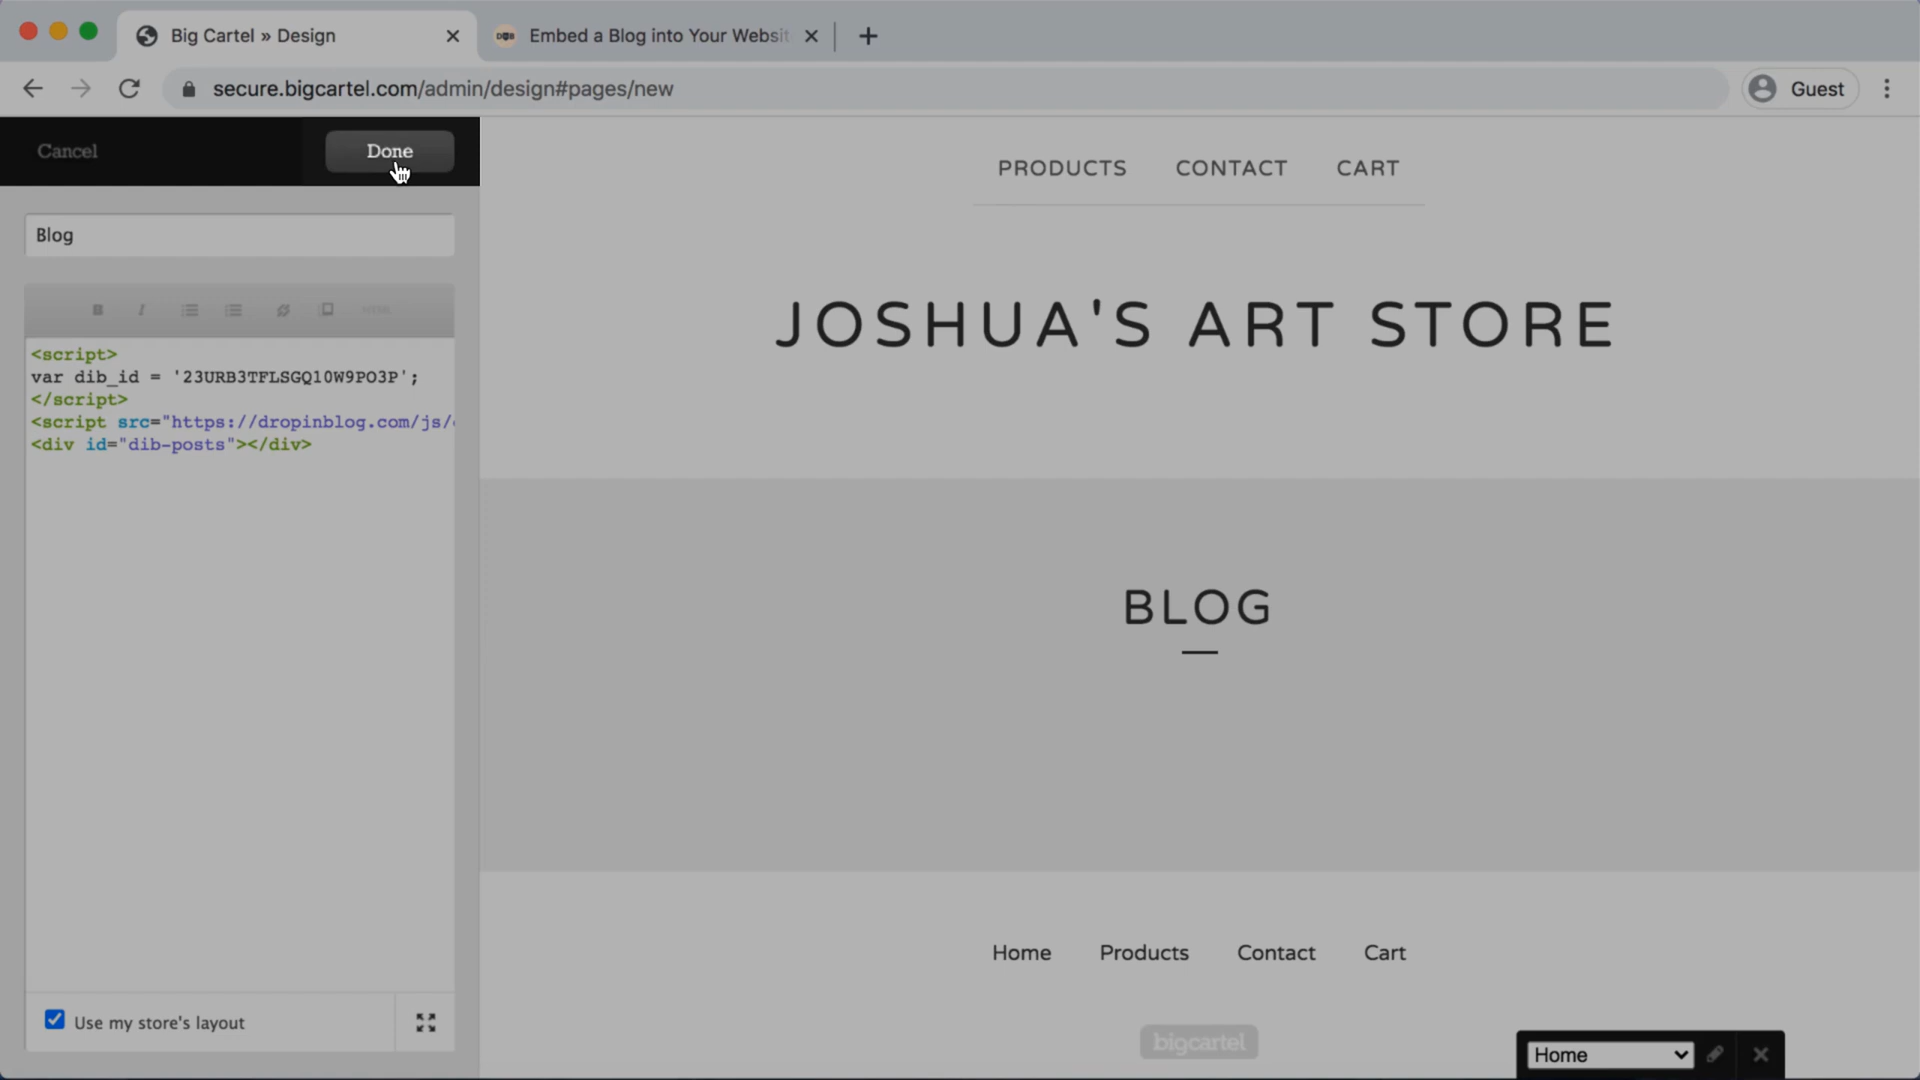 Big Cartel » Design
Embed a Blog into Your Websit
secure.bigcartel.com/admin/design#pages/new
Guest
Cancel
Done
PRODUCTS CONTACT CART
Blog
B I HTML
JOSHUA'S ART STORE
<script>
var dib_id = '23URB3TFLSGQ10W9PO3P';
</script>
<script src="https://dropinblog.com/js/
<div id="dib-posts"></div>
BLOG
Home Products Contact Cart
Use my store's layout
bigcartel
Home